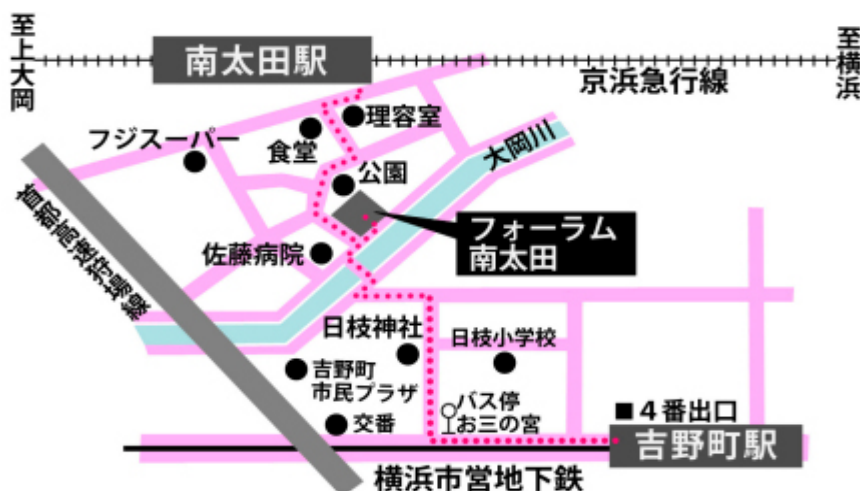 至上大岡
南太田駅
至横浜
京浜急行線
理容室
食堂
フジスーパー
大岡川
公園
フォーラム
南太田
佐藤病院
首都高速狩場線
日枝神社
日枝小学校
吉野町
市民プラザ
バス停
お三の宮
■4番出口
交番
吉野町駅
横浜市営地下鉄